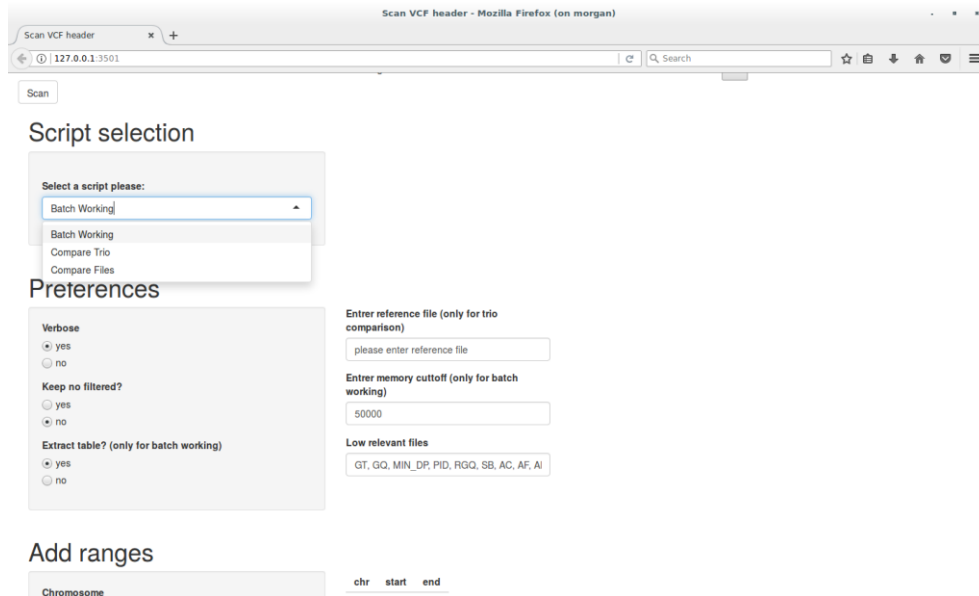 Scan VCF header - Mozilla Firefox (on morgan)
Scan VCF header × +
127.0.0.1:3501
Search
Scan
Script selection
Select a script please:
Batch Working
Batch Working
Compare Trio
Compare Files
Preferences
Verbose
yes
no
Keep no filtered?
yes
no
Extract table? (only for batch working)
yes
no
Entrer reference file (only for trio
comparison)
please enter reference file
Entrer memory cuttoff (only for batch
working)
50000
Low relevant files
GT, GQ, MIN_DP, PID, RGQ, SB, AC, AF, A
Add ranges
Chromosome
chr start end